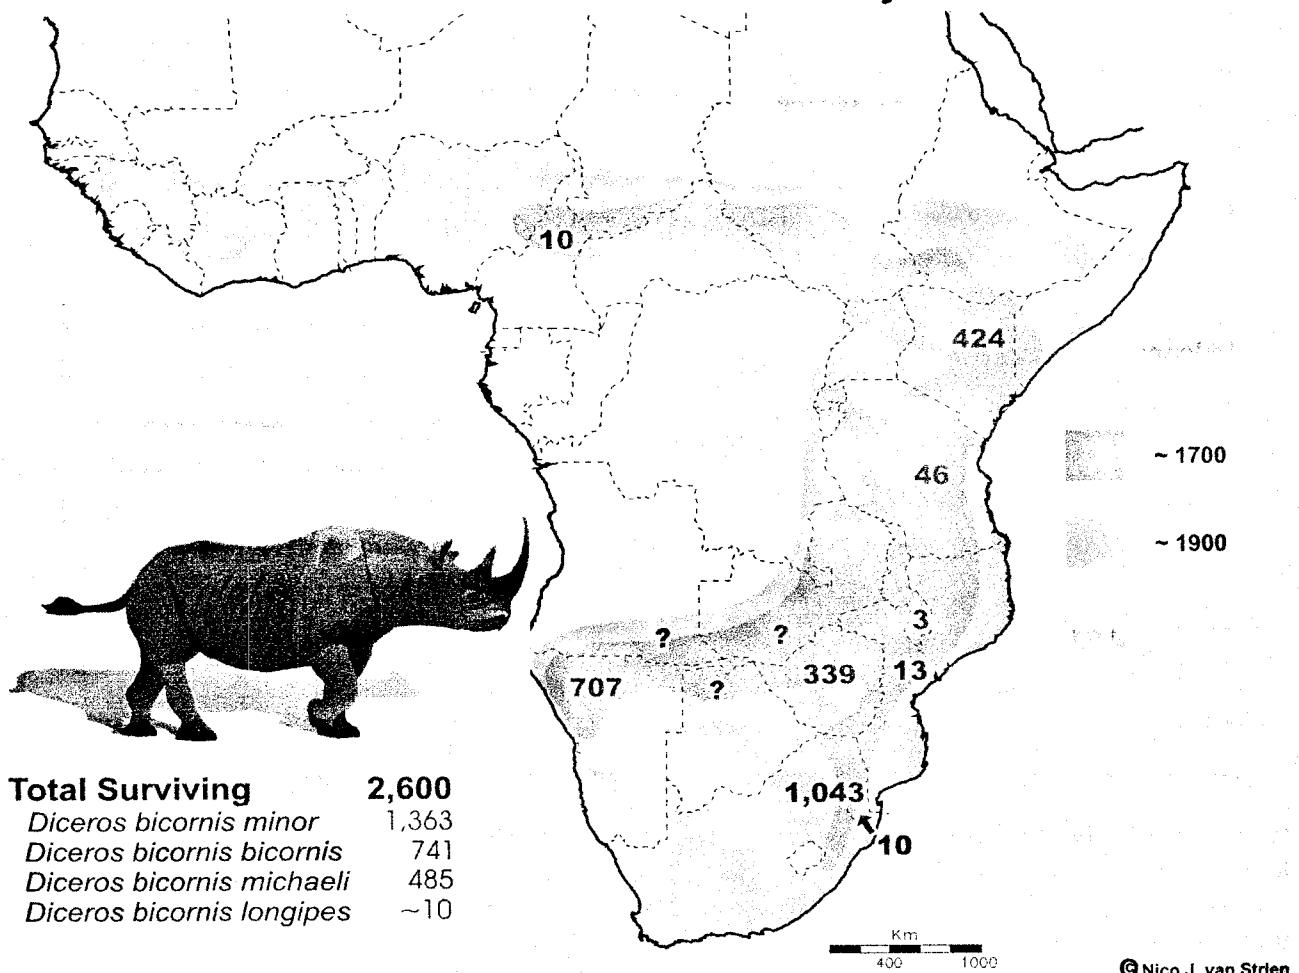 10
424
~ 1700
46
~ 1900
3
?
?
13
339
707
?
Total Surviving 2,600
1,043
Diceros bicornis minor 1,363
Diceros bicornis bicornis 741
10
Diceros bicornis michaeli 485
Diceros bicornis longipes ~10
Km
400 1000
© Nico J. van Strien